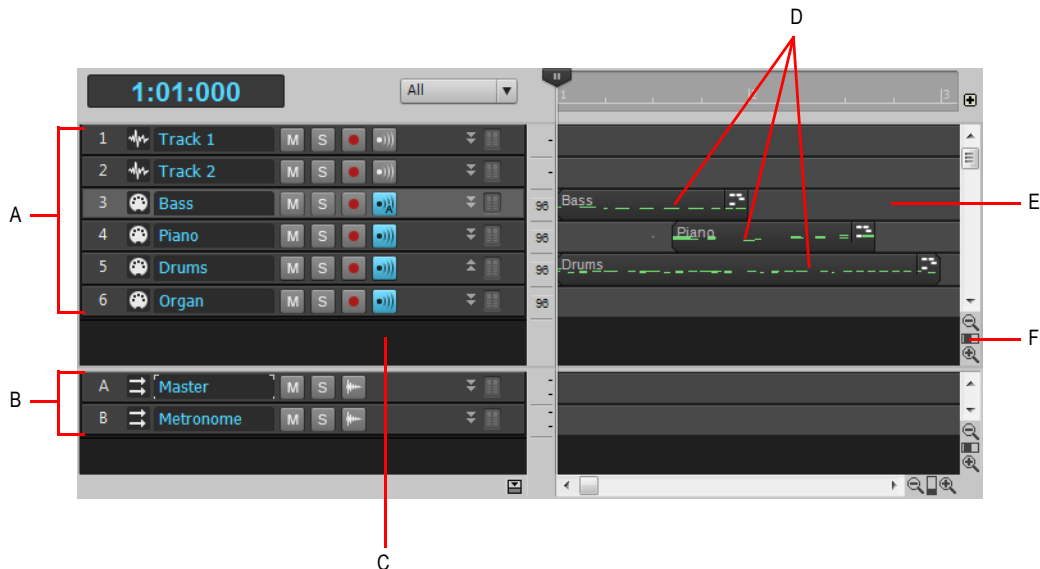 D
1:01:000 All
1 2 3
A
1 Track 1 M S -
2 Track 2 M S -
3 Bass M S A 96 Bass
E
4 Piano M S 96 Piano
5 Drums M S 96 Drums
6 Organ M S 96
F
B
A Master M S - -
B Metronome M S - -
C